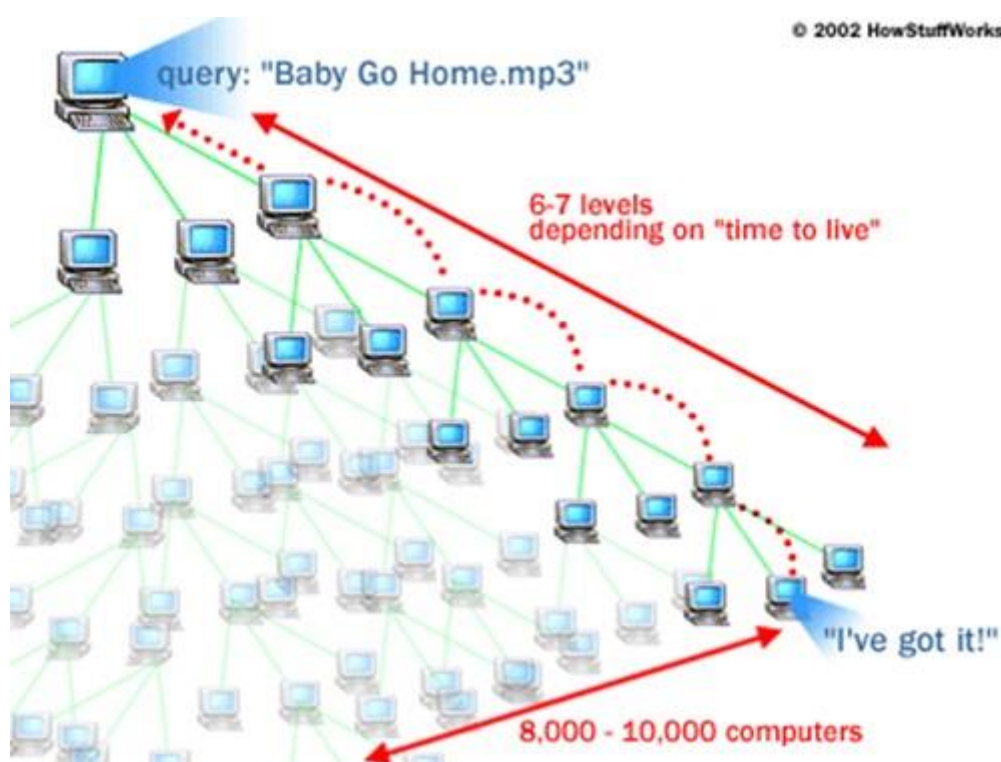 © 2002 HowStuffWorks
query: "Baby Go Home.mp3"
6-7 levels
depending on "time to live"
"I've got it!"
8,000 - 10,000 computers